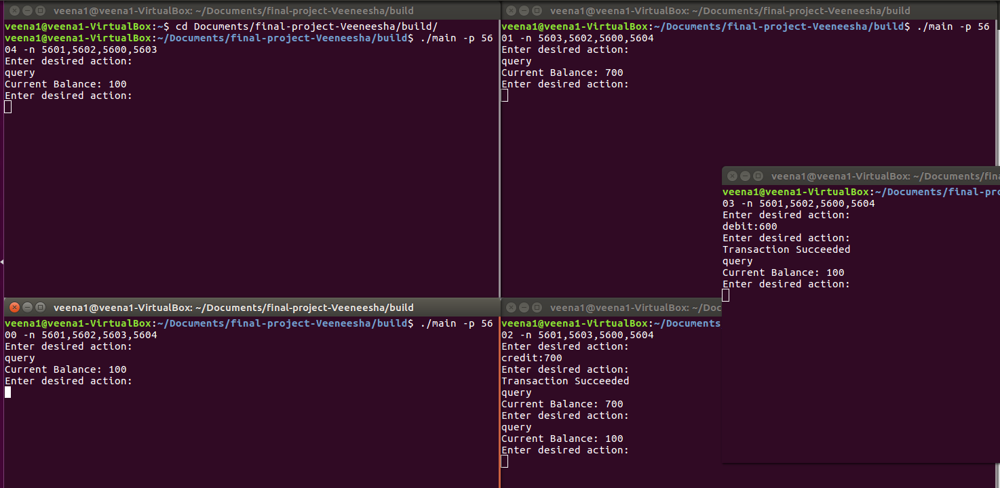 veena1@veena1-VirtualBox: ~/Documents/final-project-Veeneesha/build
veena1@veena1-VirtualBox:~$ cd Documents/final-project-Veeneesha/build/
veena1@veena1-VirtualBox:~/Documents/final-project-Veeneesha/build$ ./main -p 56
04 -n 5601,5602,5600,5603
Enter desired action:
query
Current Balance: 100
Enter desired action:
veena1@veena1-VirtualBox: ~/Documents/final-project-Veeneesha/build
veena1@veena1-VirtualBox:~/Documents/final-project-Veeneesha/build$ ./main -p 56
01 -n 5603,5602,5600,5604
Enter desired action:
query
Current Balance: 700
Enter desired action:
veena1@veena1-VirtualBox: ~/Documents/fina
veena1@veena1-VirtualBox:~/Documents/final-pro
03 -n 5601,5602,5600,5604
Enter desired action:
debit:600
Enter desired action:
Transaction Succeeded
query
Current Balance: 100
Enter desired action:
veena1@veena1-VirtualBox: ~/Documents/final-project-Veeneesha/build
veena1@veena1-VirtualBox:~/Documents/final-project-Veeneesha/build$ ./main -p 56
00 -n 5601,5602,5603,5604
Enter desired action:
query
Current Balance: 100
Enter desired action:
veena1@veena1-VirtualBox: ~/Doc
veena1@veena1-VirtualBox:~/Documents
02 -n 5601,5603,5600,5604
Enter desired action:
credit:700
Enter desired action:
Transaction Succeeded
query
Current Balance: 700
Enter desired action:
query
Current Balance: 100
Enter desired action: